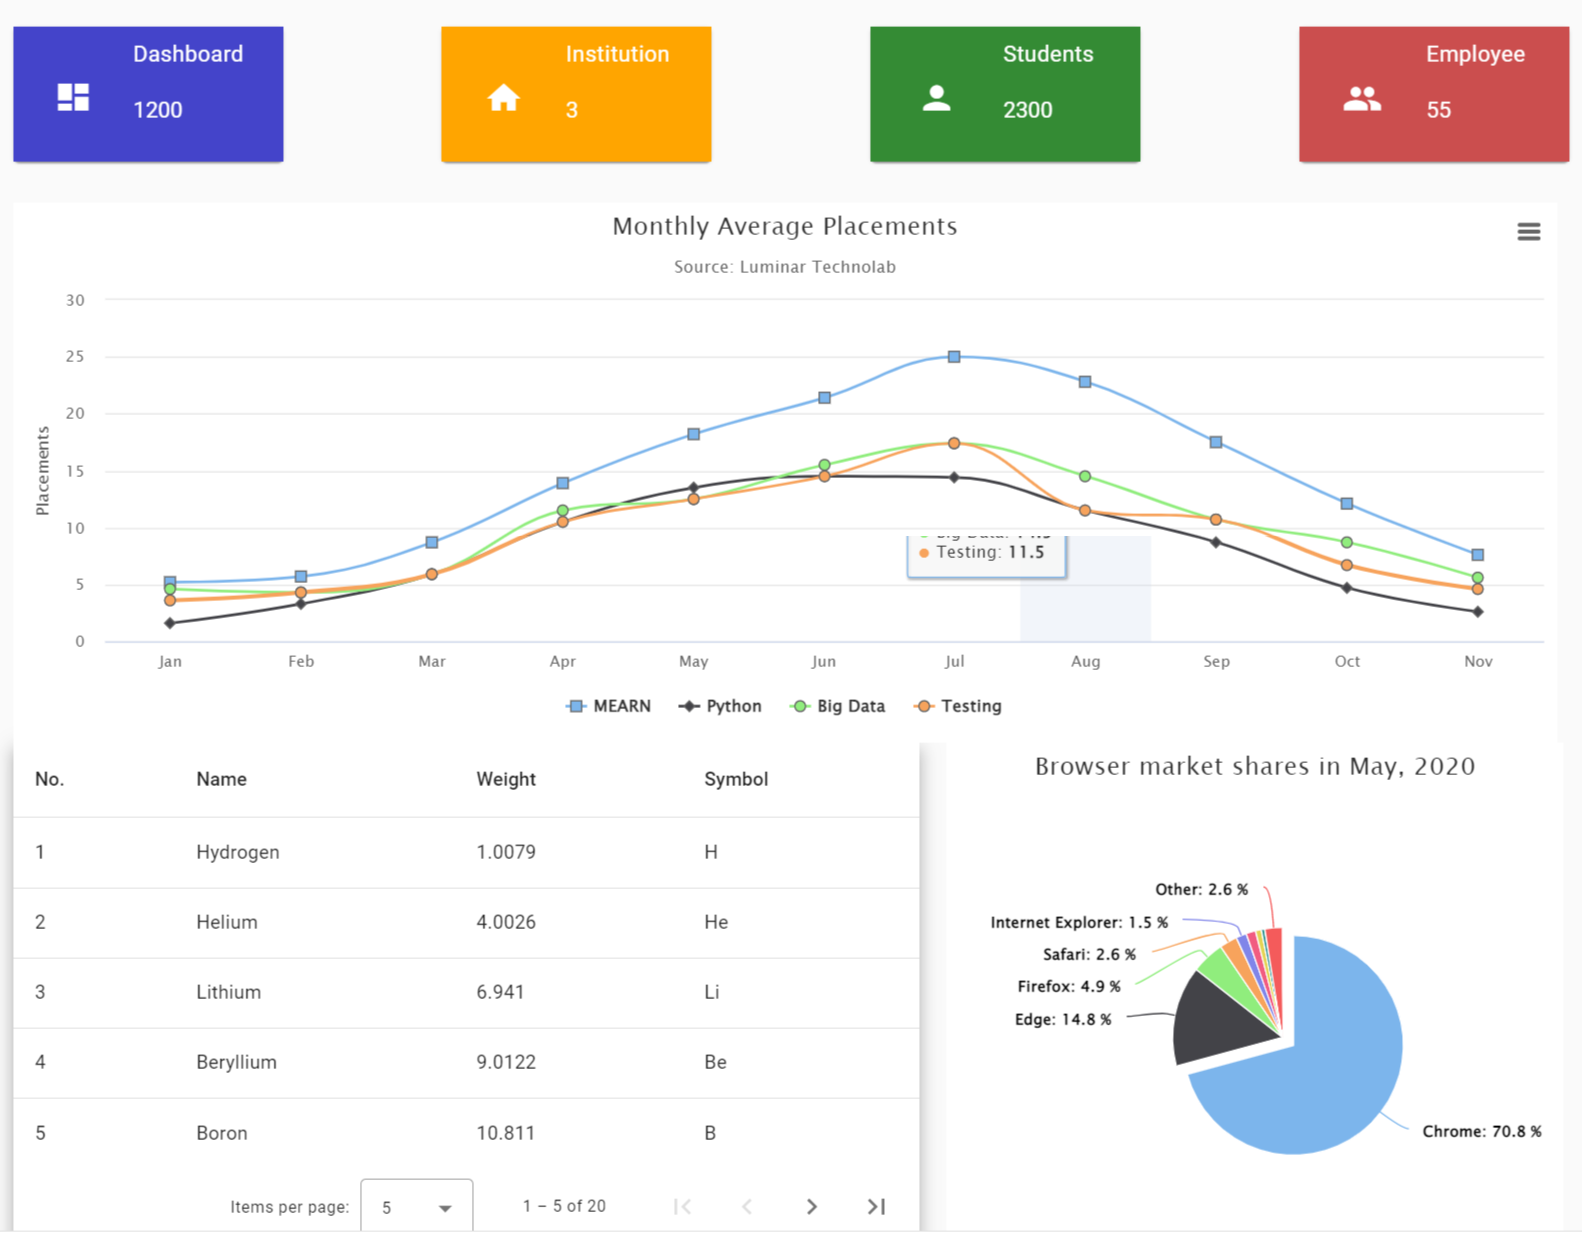 Dashboard
1200
Institution
3
Students
2300
Employee
55
Monthly Average Placements
Source: Luminar Technolab
Placements
30
25
20
15
10
5
0
Big Data:
Testing: 11.5
Jan Feb Mar Apr May Jun Jul Aug Sep Oct Nov
MEARN Python Big Data Testing
No. Name Weight Symbol
1 Hydrogen 1.0079 H
2 Helium 4.0026 He
3 Lithium 6.941 Li
4 Beryllium 9.0122 Be
5 Boron 10.811 B
Items per page: 5 1 – 5 of 20
Browser market shares in May, 2020
Other: 2.6 %
Internet Explorer: 1.5 %
Safari: 2.6 %
Firefox: 4.9 %
Edge: 14.8 %
Chrome: 70.8 %